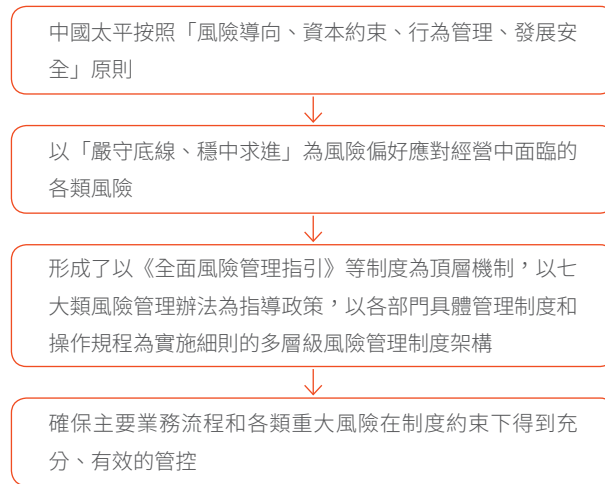 中國太平按照「風險導向、資本約束、行為管理、發展安
全」原則
以「嚴守底線、穩中求進」為風險偏好應對經營中面臨的
各類風險
形成了以《全面風險管理指引》等制度為頂層機制，以七
大類風險管理辦法為指導政策，以各部門具體管理制度和
操作規程為實施細則的多層級風險管理制度架構
確保主要業務流程和各類重大風險在制度約束下得到充
分、有效的管控